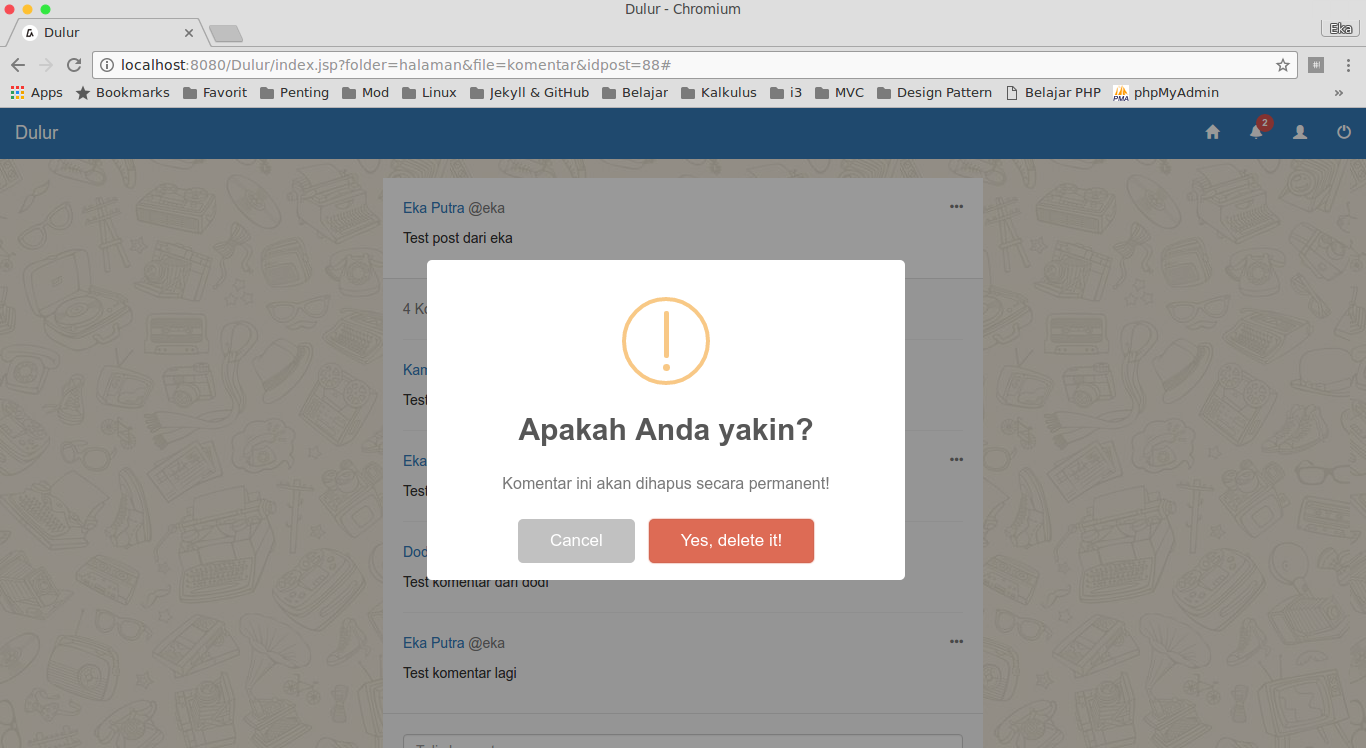 Dulur - Chromium
Dulur
Eka
localhost:8080/Dulur/index.jsp?folder=halaman&file=komentar&idpost=88#
#!
Apps Bookmarks Favorit Penting Mod Linux Jekyll & GitHub Belajar Kalkulus i3 MVC Design Pattern Belajar PHP PMA phpMyAdmin »
Dulur
2
Eka Putra @eka
Test post dari eka
4 Ko
Kam
Test
Eka
Test
Apakah Anda yakin?
Komentar ini akan dihapus secara permanent!
Cancel Yes, delete it!
Dod
Test komentar dari dodi
Eka Putra @eka
Test komentar lagi